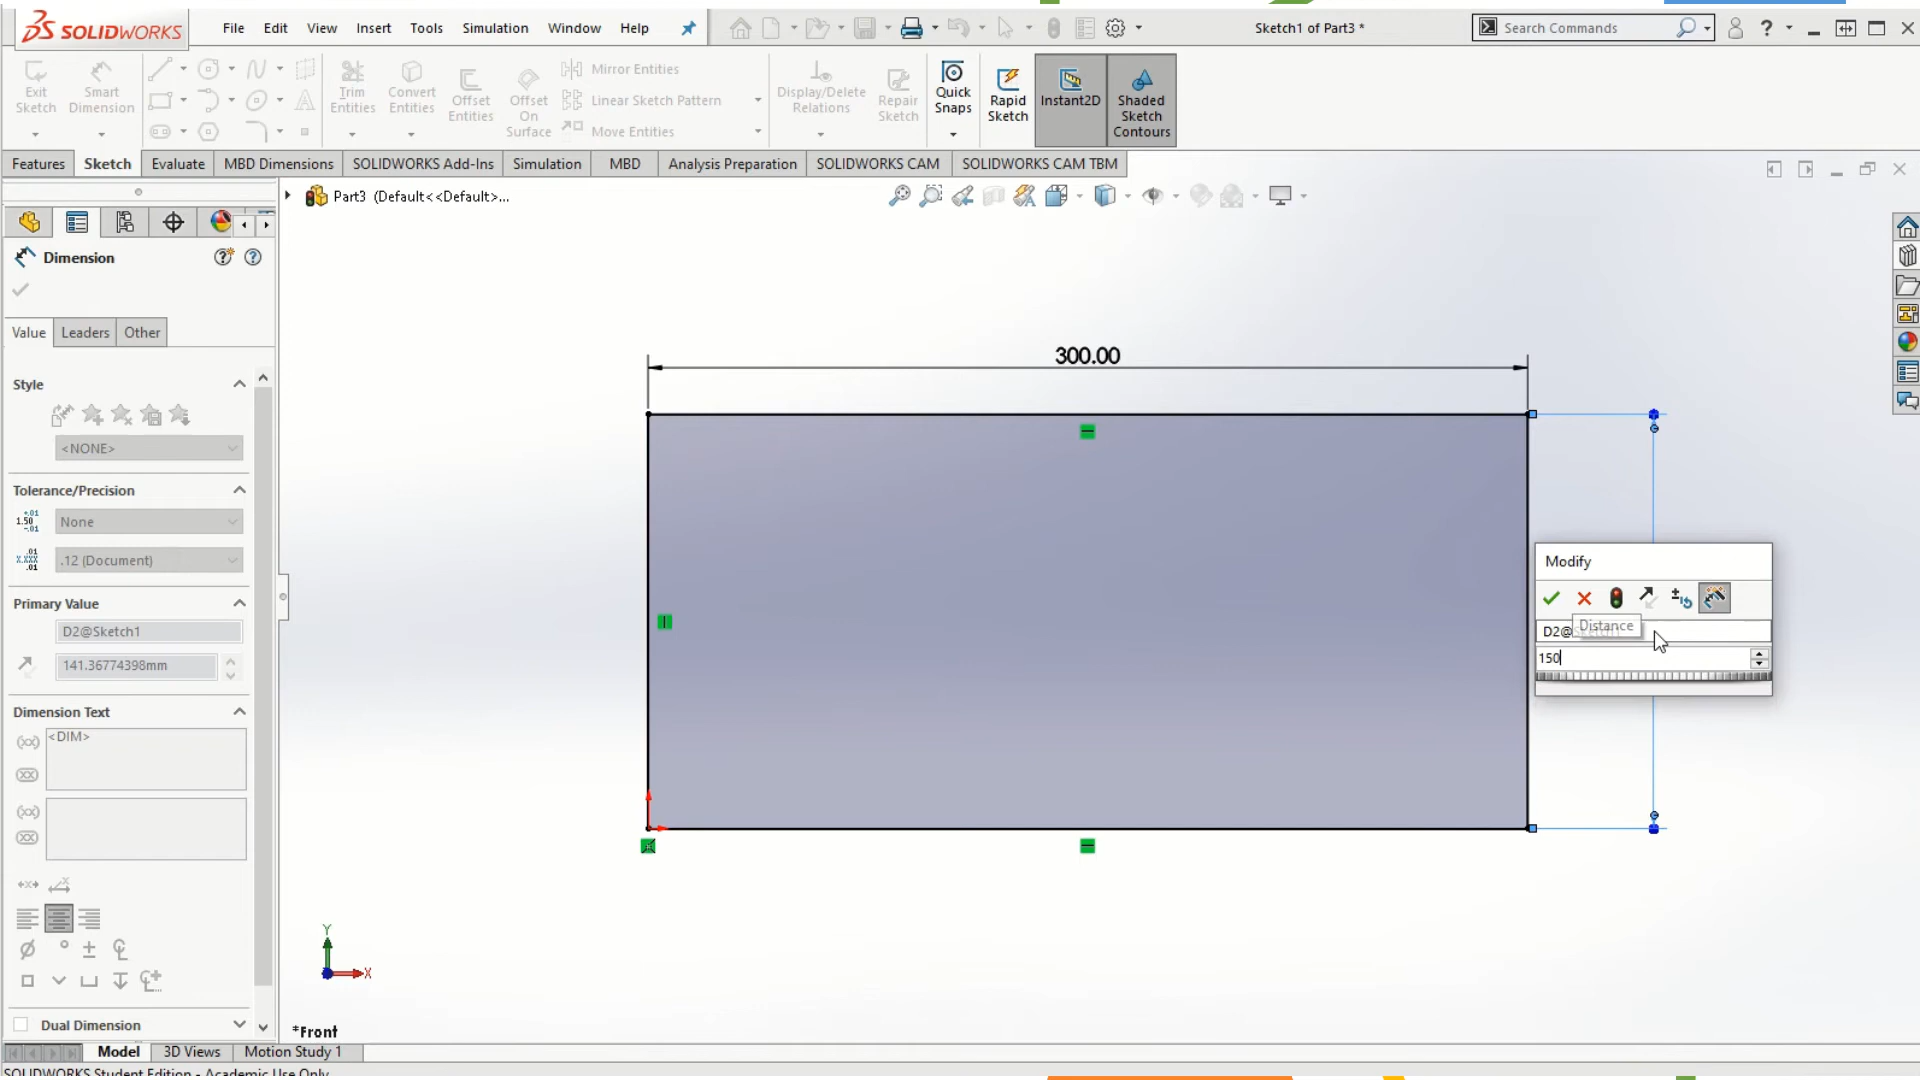 SOLIDWORKS File Edit View Insert Tools Simulation Window Help Sketch1 of Part3 * Search Commands ?
Exit Sketch
Smart Dimension
Trim Entities
Convert Entities
Offset Entities
Offset On Surface
Mirror Entities
Linear Sketch Pattern
Move Entities
Display/Delete Relations
Repair Sketch
Quick Snaps
Rapid Sketch
Instant2D
Shaded Sketch Contours
Features Sketch Evaluate MBD Dimensions SOLIDWORKS Add-Ins Simulation MBD Analysis Preparation SOLIDWORKS CAM SOLIDWORKS CAM TBM
Part3 (Default<<Default>...
Dimension
Value Leaders Other
Style
<NONE>
Tolerance/Precision
None
.12 (Document)
Primary Value
D2@Sketch1
141.36774398mm
Dimension Text
<DIM>
Dual Dimension
300.00
Modify
Distance
D2@
150
Y
X
*Front
Model 3D Views Motion Study 1
SOLIDWORKS Student Edition - Academic Use Only